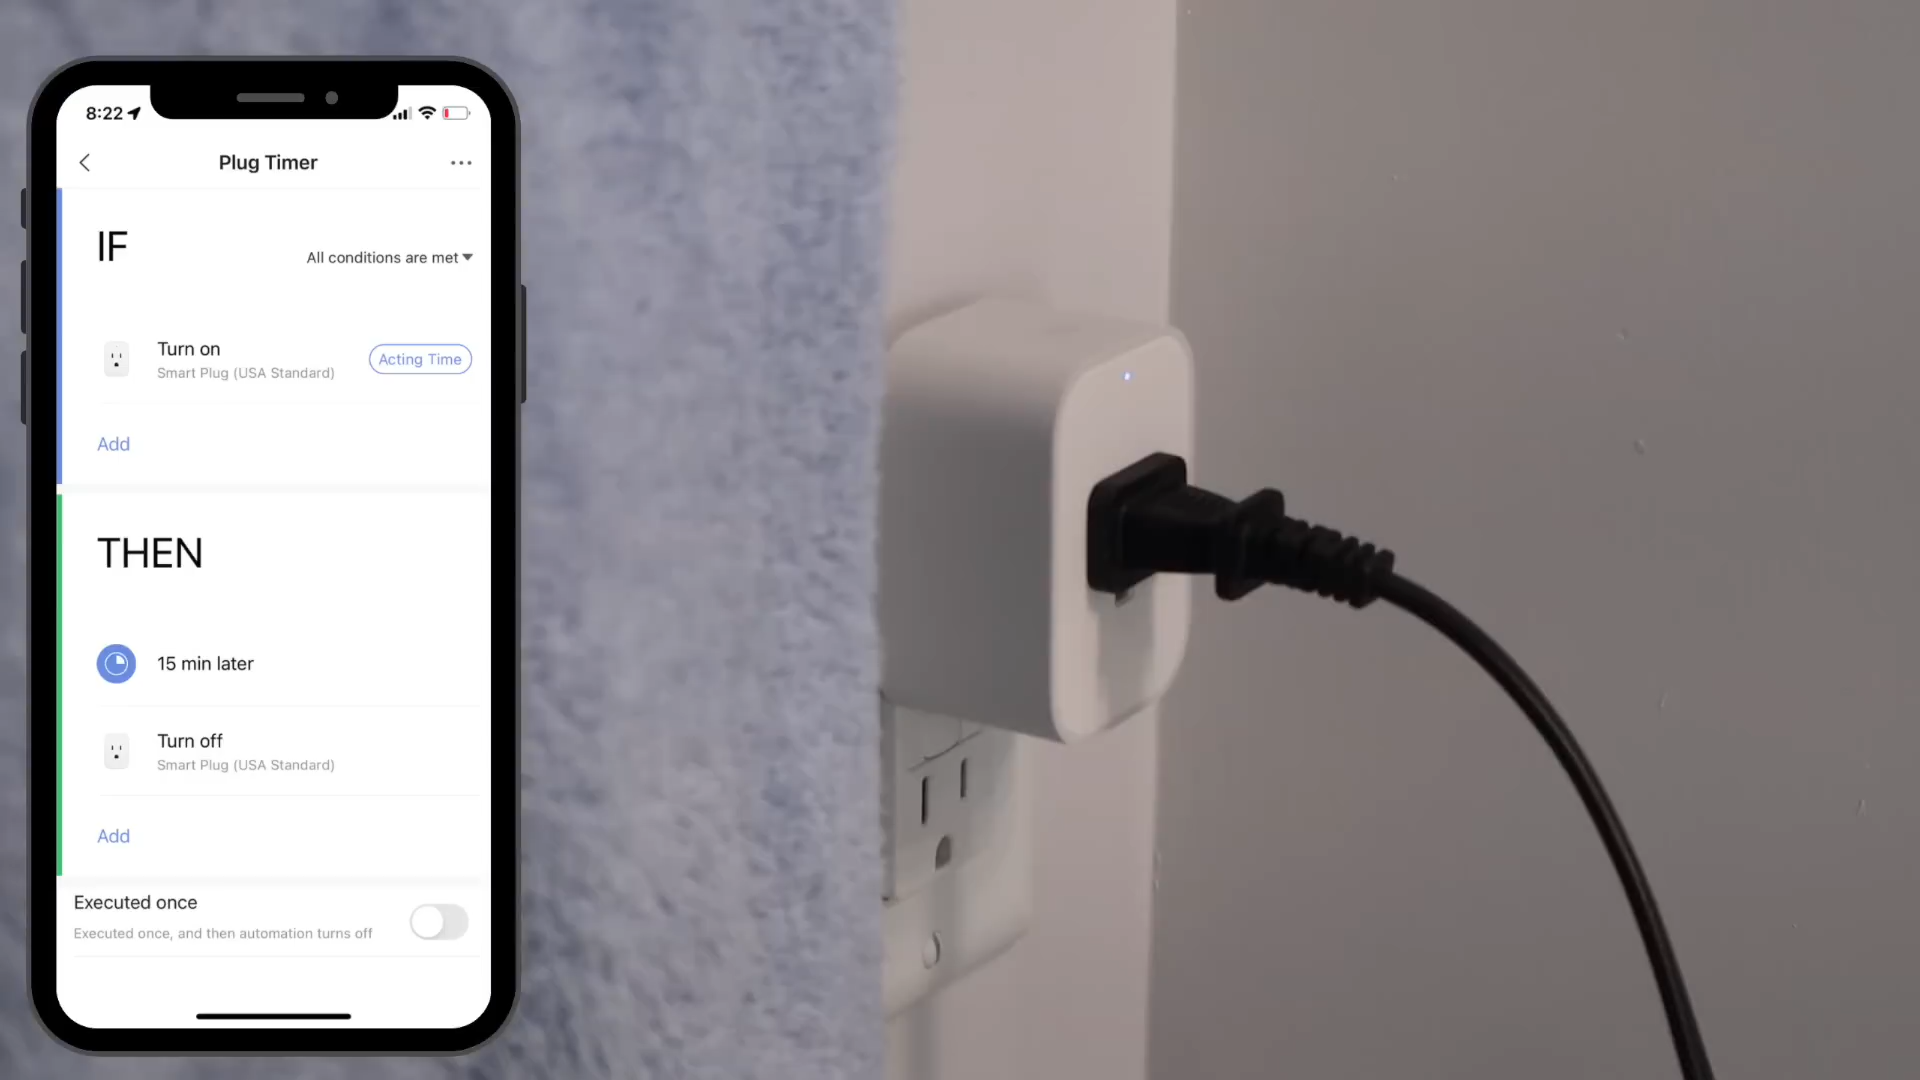 8:22
Plug Timer
IF
All conditions are met
Turn on
Smart Plug (USA Standard)
Acting Time
Add
THEN
15 min later
Turn off
Smart Plug (USA Standard)
Add
Executed once
Executed once, and then automation turns off